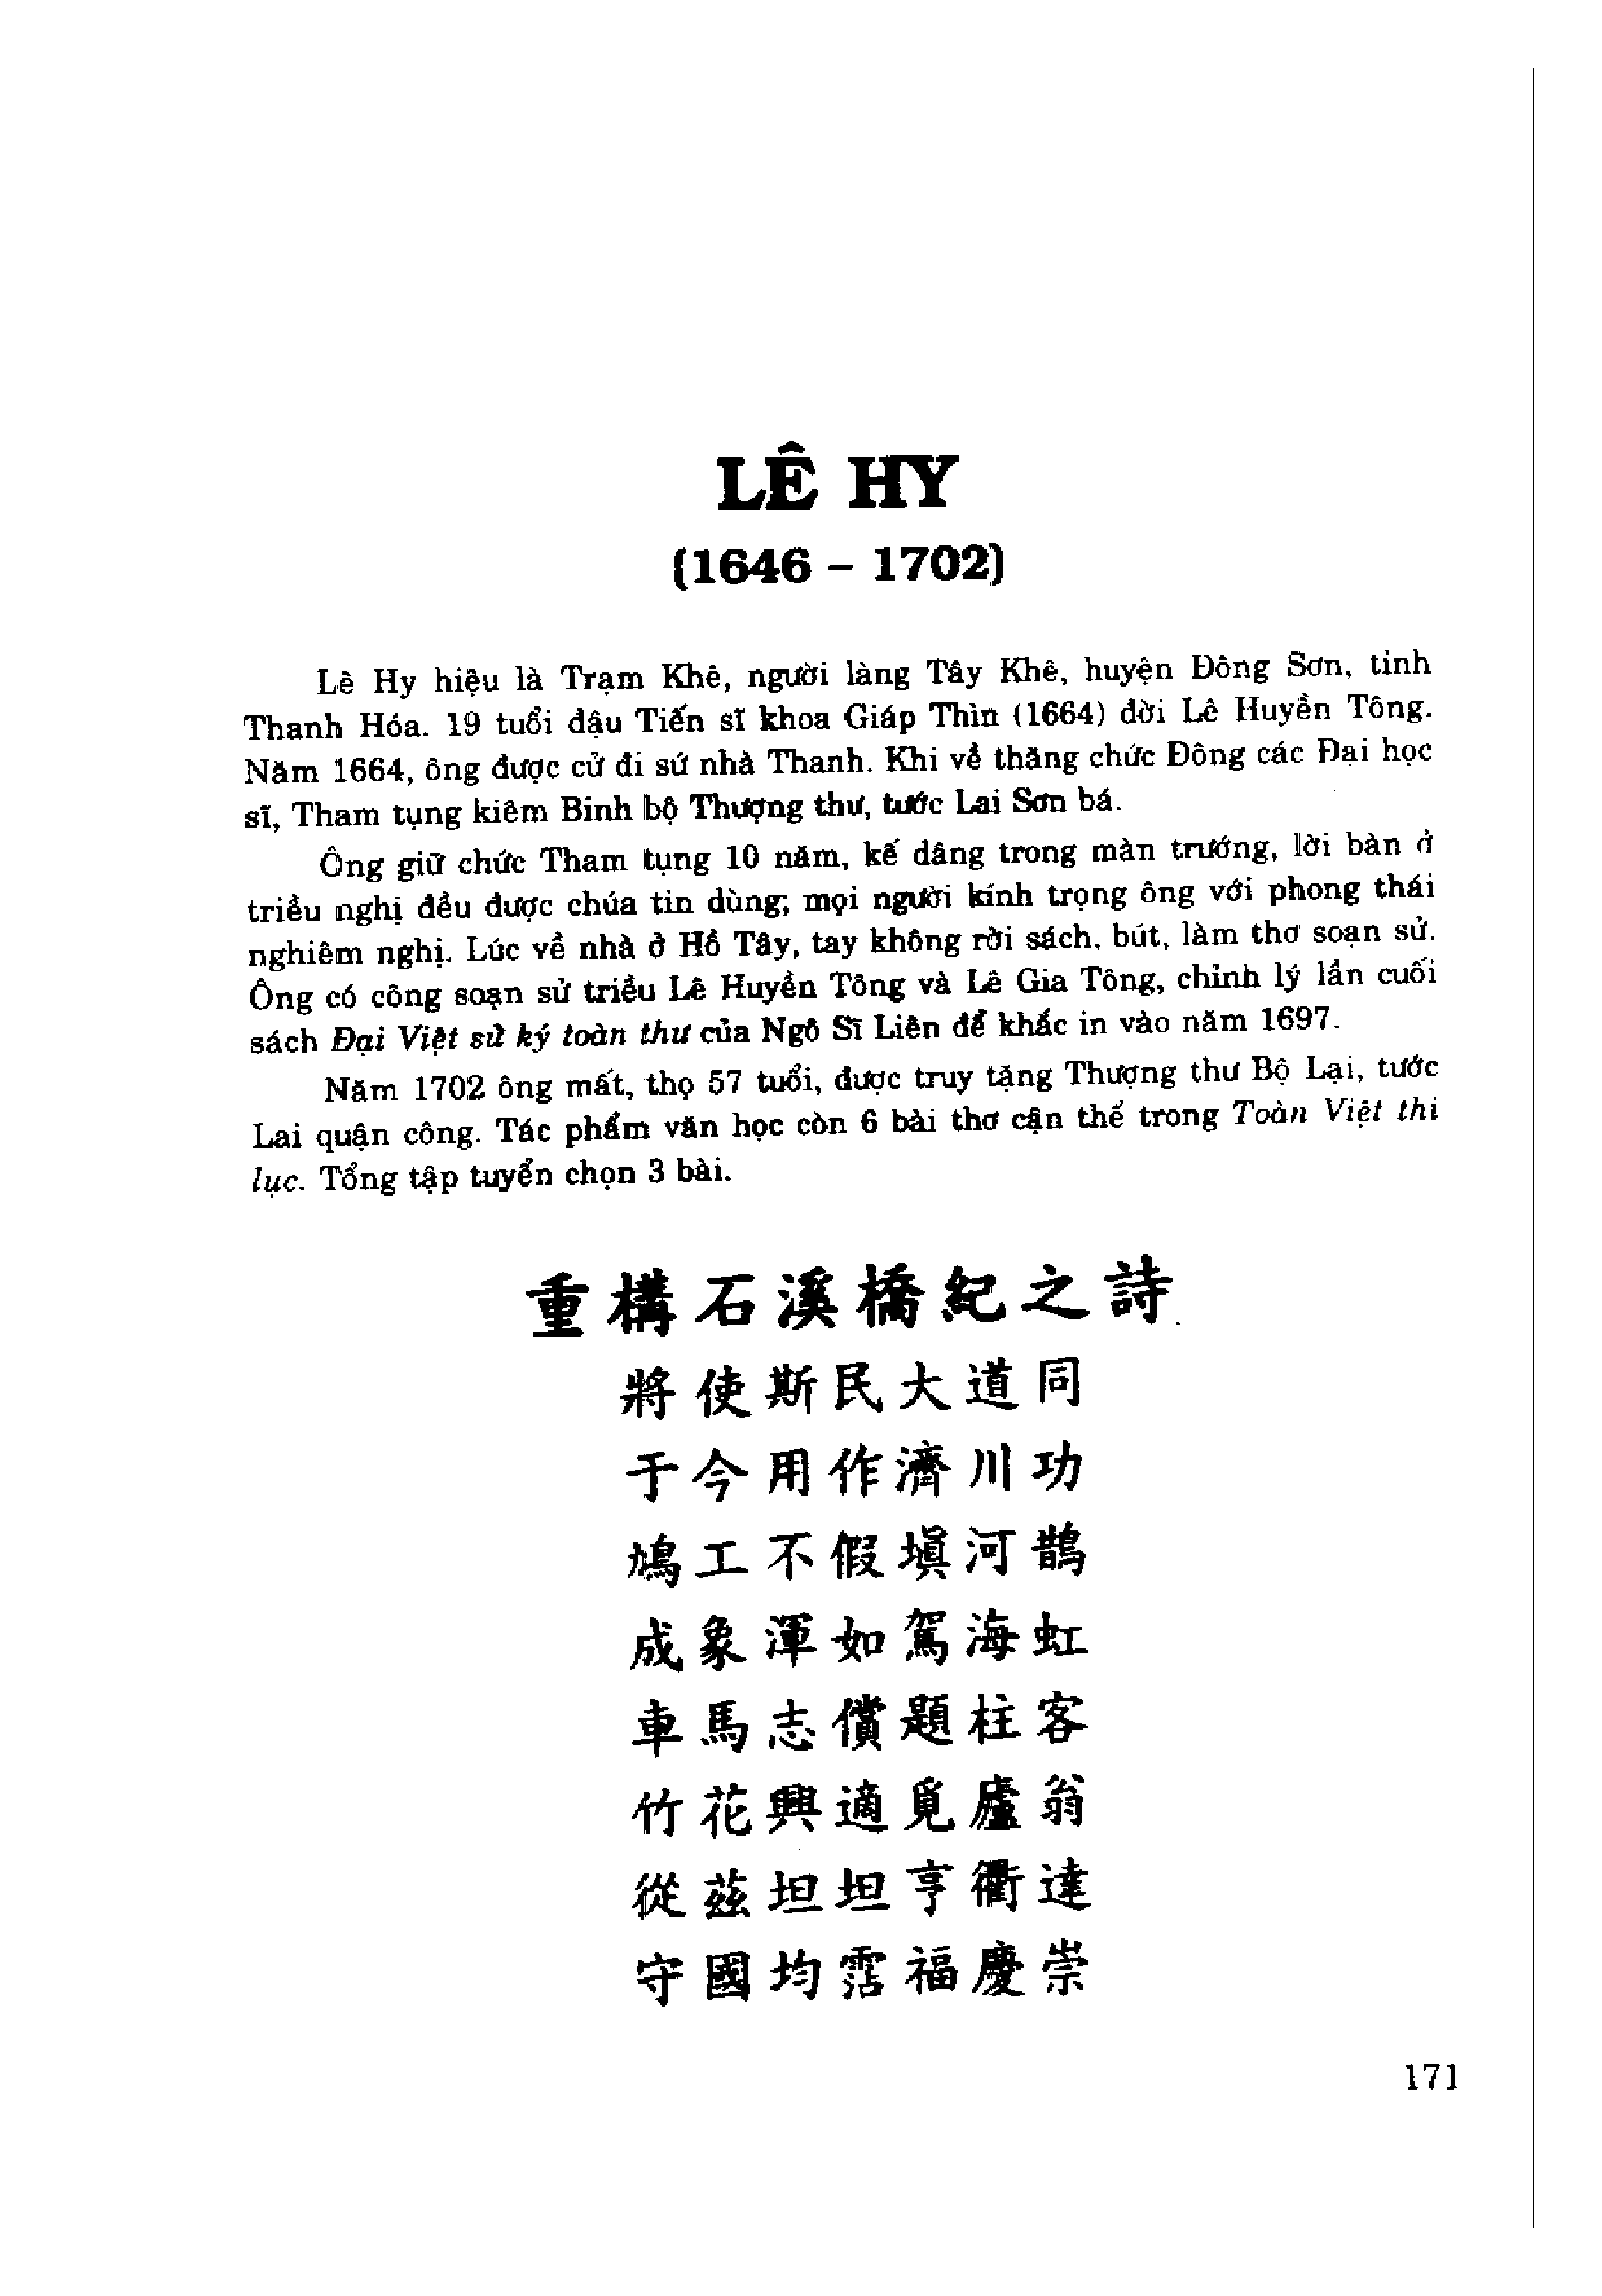 LÊ HY
(1646 – 1702)
Lê Hy hiệu là Trạm Khê, người làng Tây Khê, huyện Đông Sơn, tỉnh
Thanh Hóa. 19 tuổi đậu Tiến sĩ khoa Giáp Thìn (1664) đời Lê Huyền Tông.
Năm 1664, ông được cử đi sứ nhà Thanh. Khi về thăng chức Đông các Đại học
sĩ, Tham tụng kiêm Binh bộ Thượng thư, tước Lai Sơn bá.
Ông giữ chức Tham tụng 10 năm, kế dâng trong màn trướng, lời bàn ở
triều nghị đều được chúa tin dùng; mọi người kính trọng ông với phong thái
nghiêm nghị. Lúc về nhà ở Hồ Tây, tay không rời sách, bút, làm thơ soạn sử.
Ông có công soạn sử triều Lê Huyền Tông và Lê Gia Tông, chỉnh lý lần cuối
sách Đại Việt sử ký toàn thư của Ngô Sĩ Liên để khắc in vào năm 1697.
Năm 1702 ông mất, thọ 57 tuổi, được truy tặng Thượng thư Bộ Lại, tước
Lai quận công. Tác phẩm văn học còn 6 bài thơ cận thể trong Toàn Việt thi
lục. Tổng tập tuyển chọn 3 bài.
重構石溪橋紀之詩
將使斯民大道同
于今用作濟川功
鳩工不假塡河鵲
成象渾如駕海虹
車馬志償題柱客
竹花興適覓廬翁
從茲坦坦亨衢達
守國均霑福慶崇
171